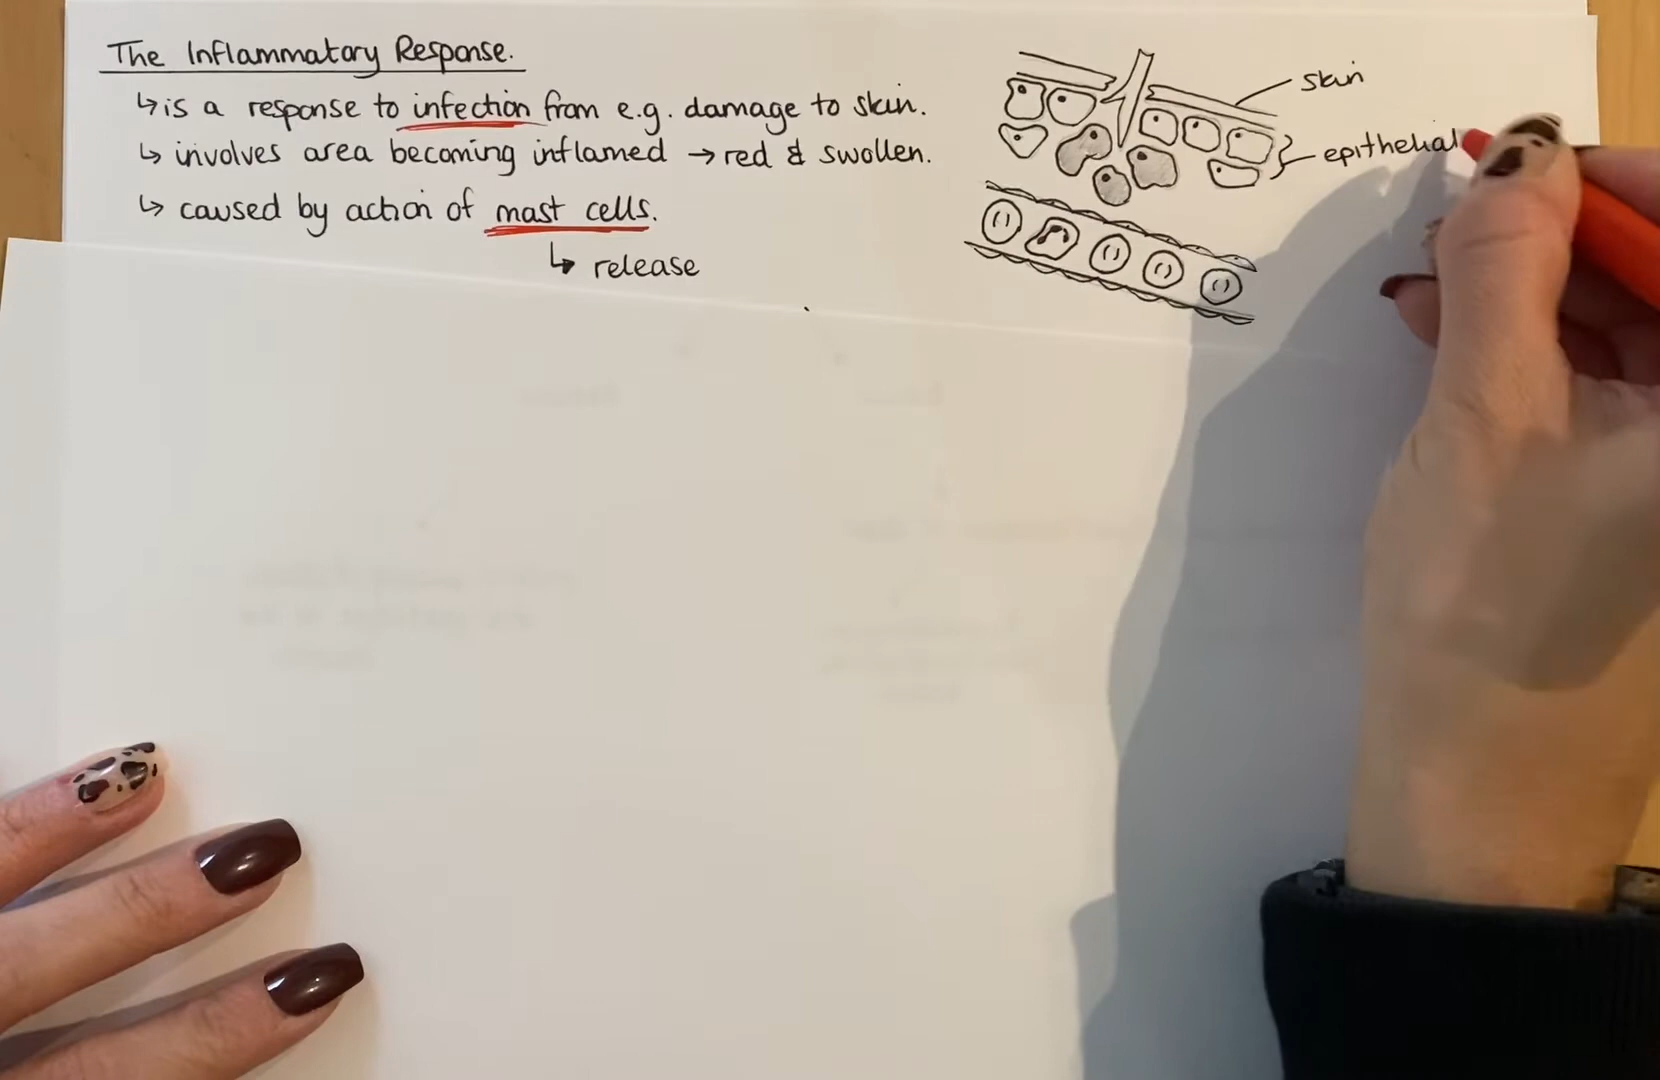 The Inflammatory Response.
↳ is a response to infection from e.g. damage to skin.
↳ involves area becoming inflamed → red & swollen.
↳ caused by action of mast cells.
↳ release
skin
epithelial